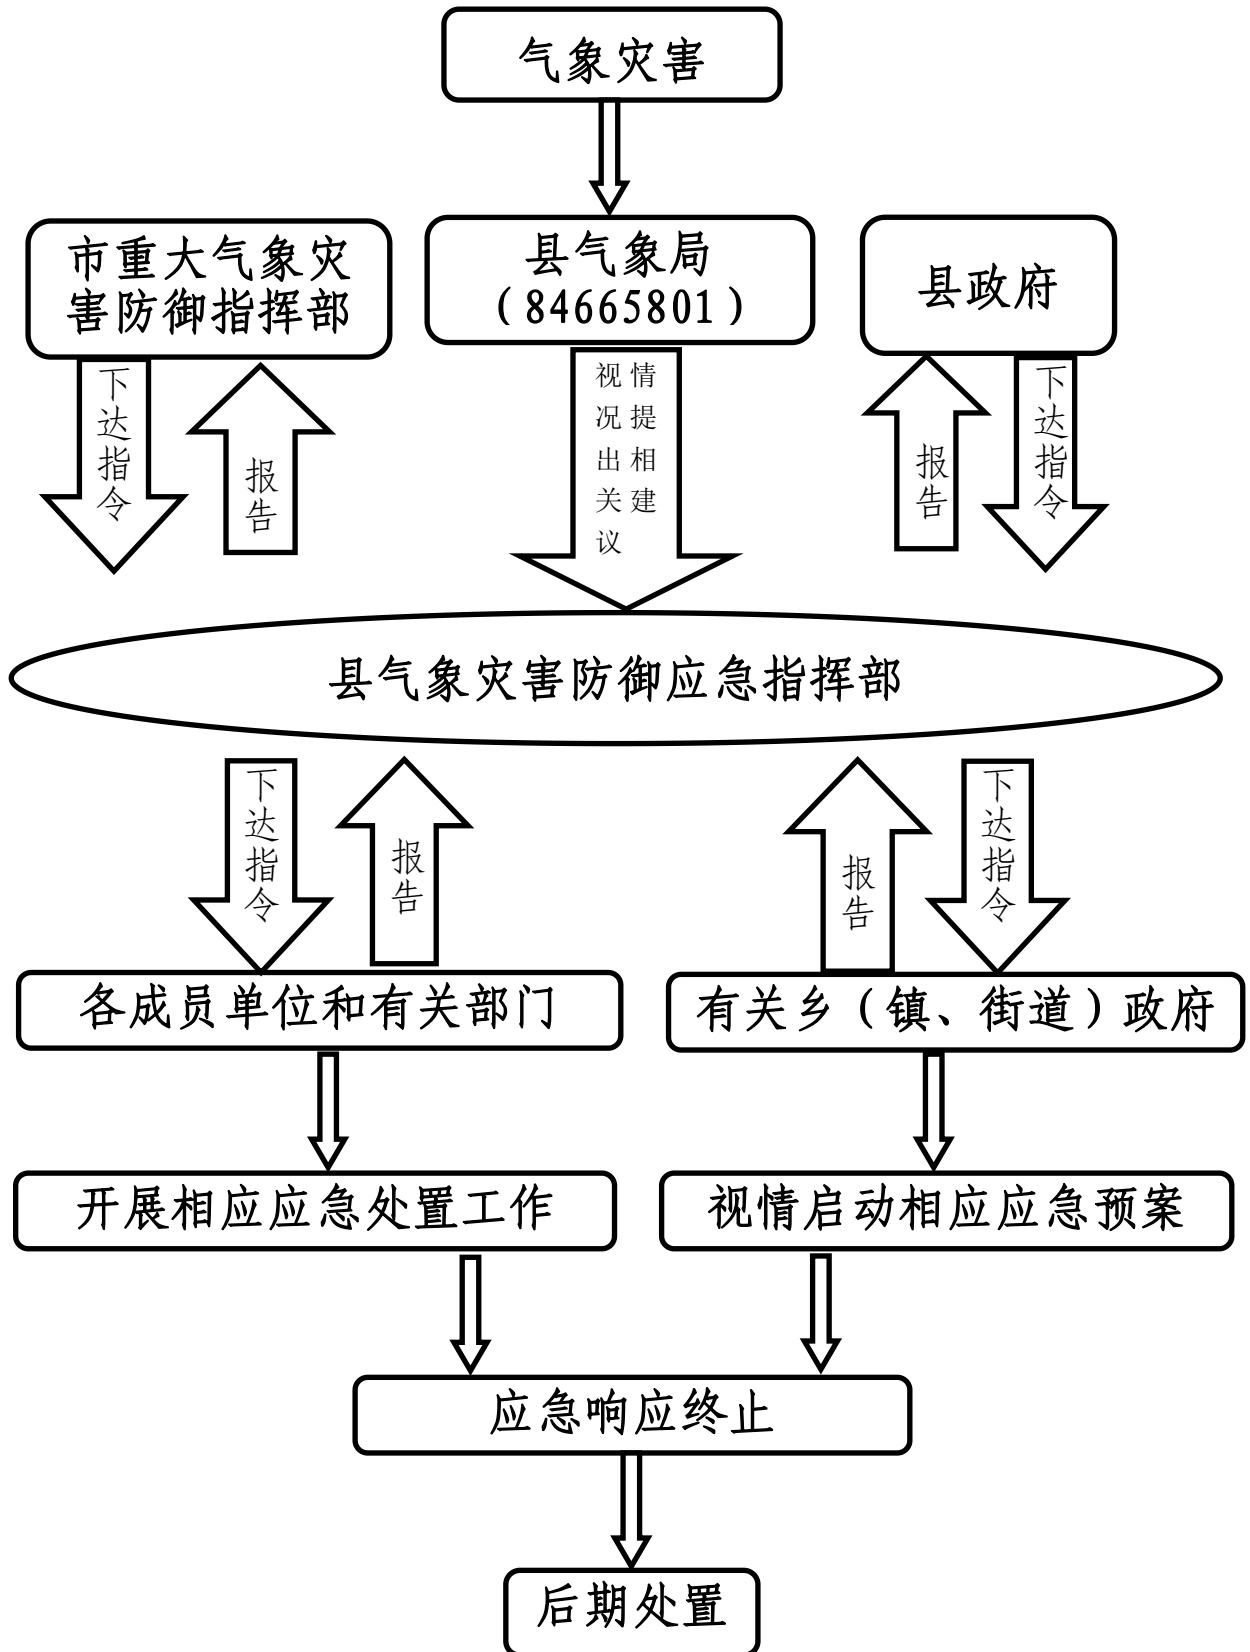 气象灾害
市重大气象灾
害防御指挥部
县气象局
（84665801）
县政府
下达指令
报告
视情
况提
出相
关建
议
报告
下达指令
县气象灾害防御应急指挥部
下达指令
报告
报告
下达指令
各成员单位和有关部门
有关乡（镇、街道）政府
开展相应应急处置工作
视情启动相应应急预案
应急响应终止
后期处置